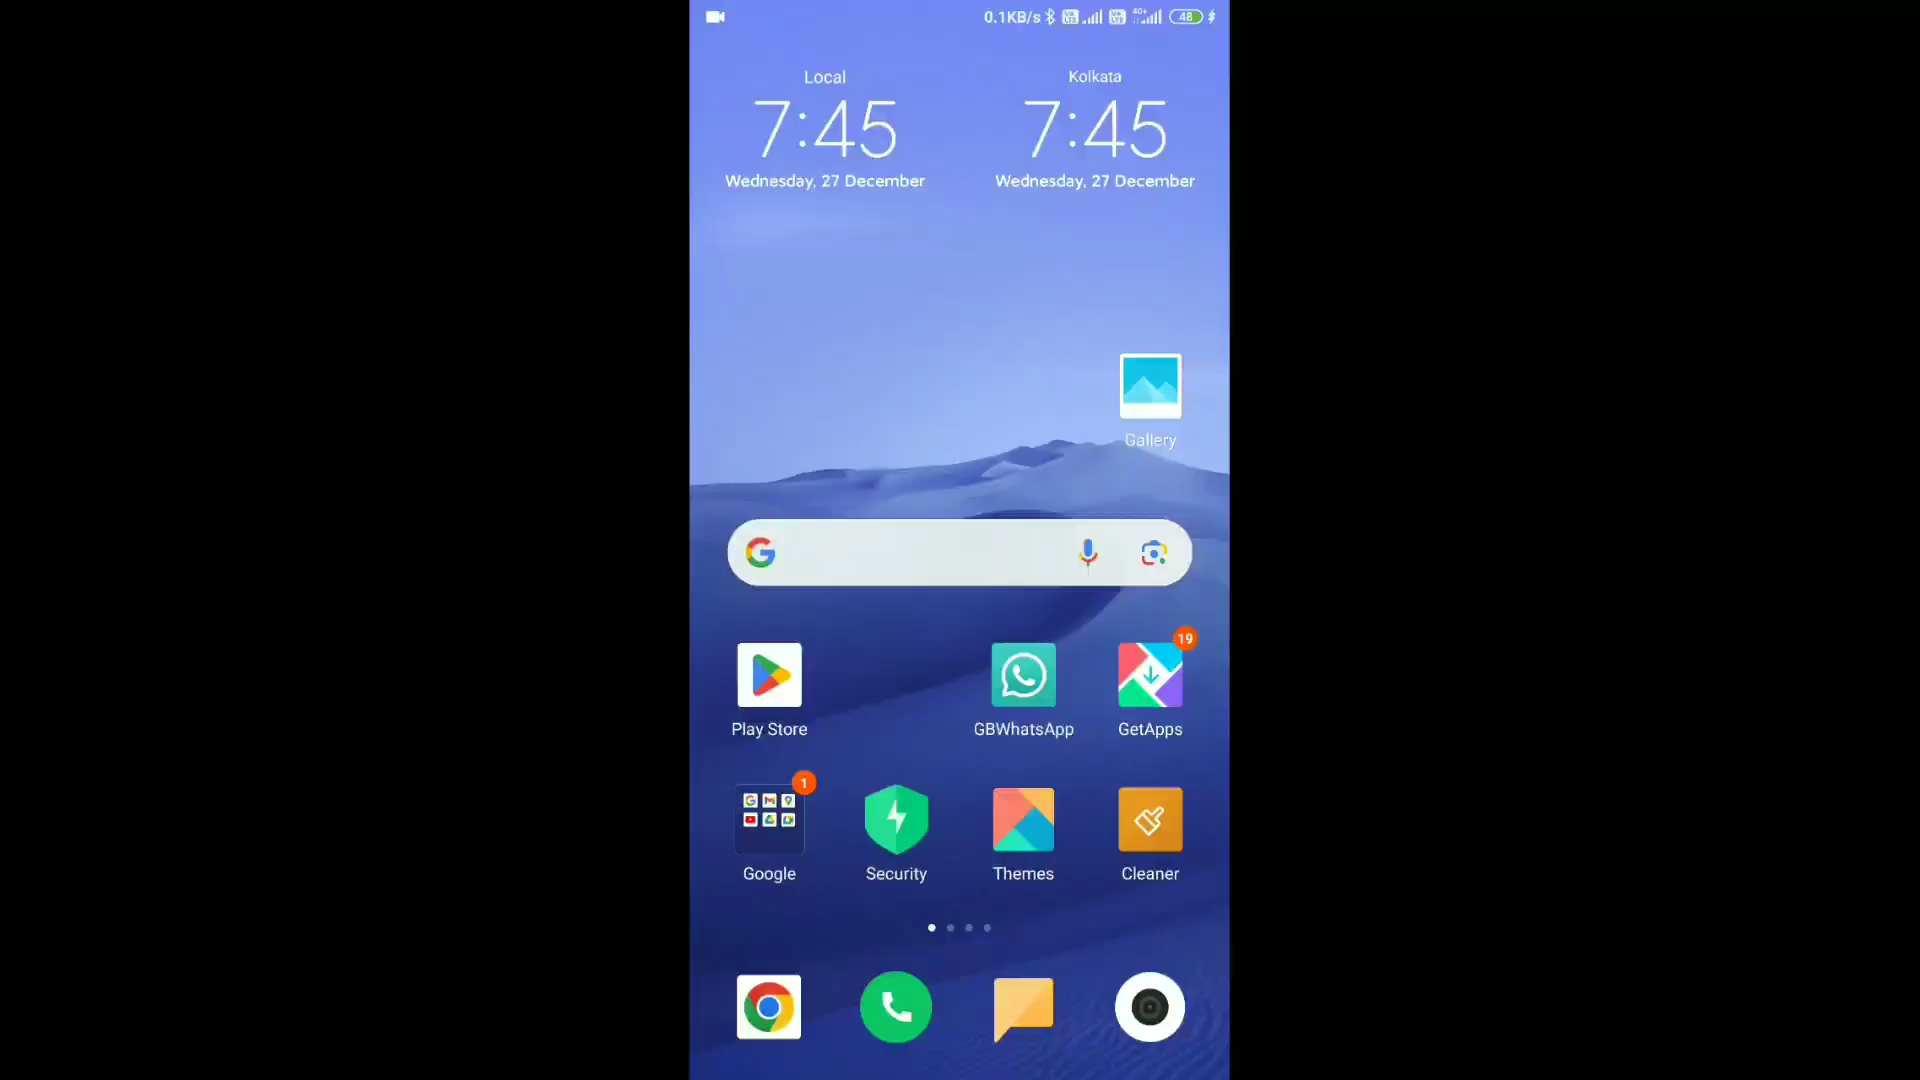 0.1KB/s 4G+ 48
Local Kolkata
7:45 7:45
Wednesday, 27 December Wednesday, 27 December
Gallery
19
Play Store GBWhatsApp GetApps
1
Google Security Themes Cleaner